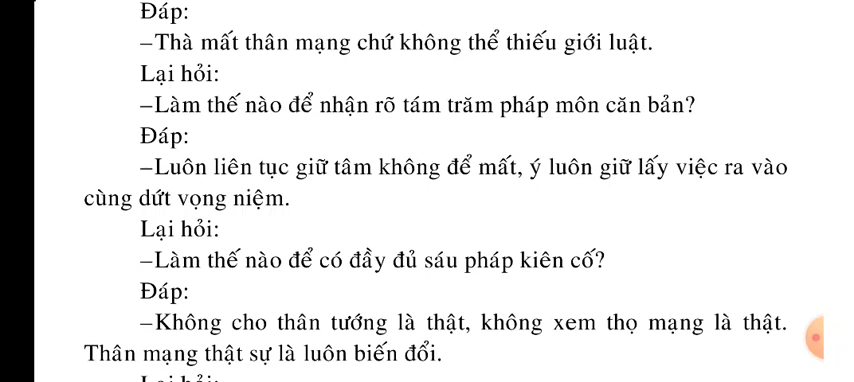 Đáp:
–Thà mất thân mạng chứ không thể thiếu giới luật.
Lại hỏi:
–Làm thế nào để nhận rõ tám trăm pháp môn căn bản?
Đáp:
–Luôn liên tục giữ tâm không để mất, ý luôn giữ lấy việc ra vào
cùng dứt vọng niệm.
Lại hỏi:
–Làm thế nào để có đầy đủ sáu pháp kiên cố?
Đáp:
–Không cho thân tướng là thật, không xem thọ mạng là thật.
Thân mạng thật sự là luôn biến đổi.